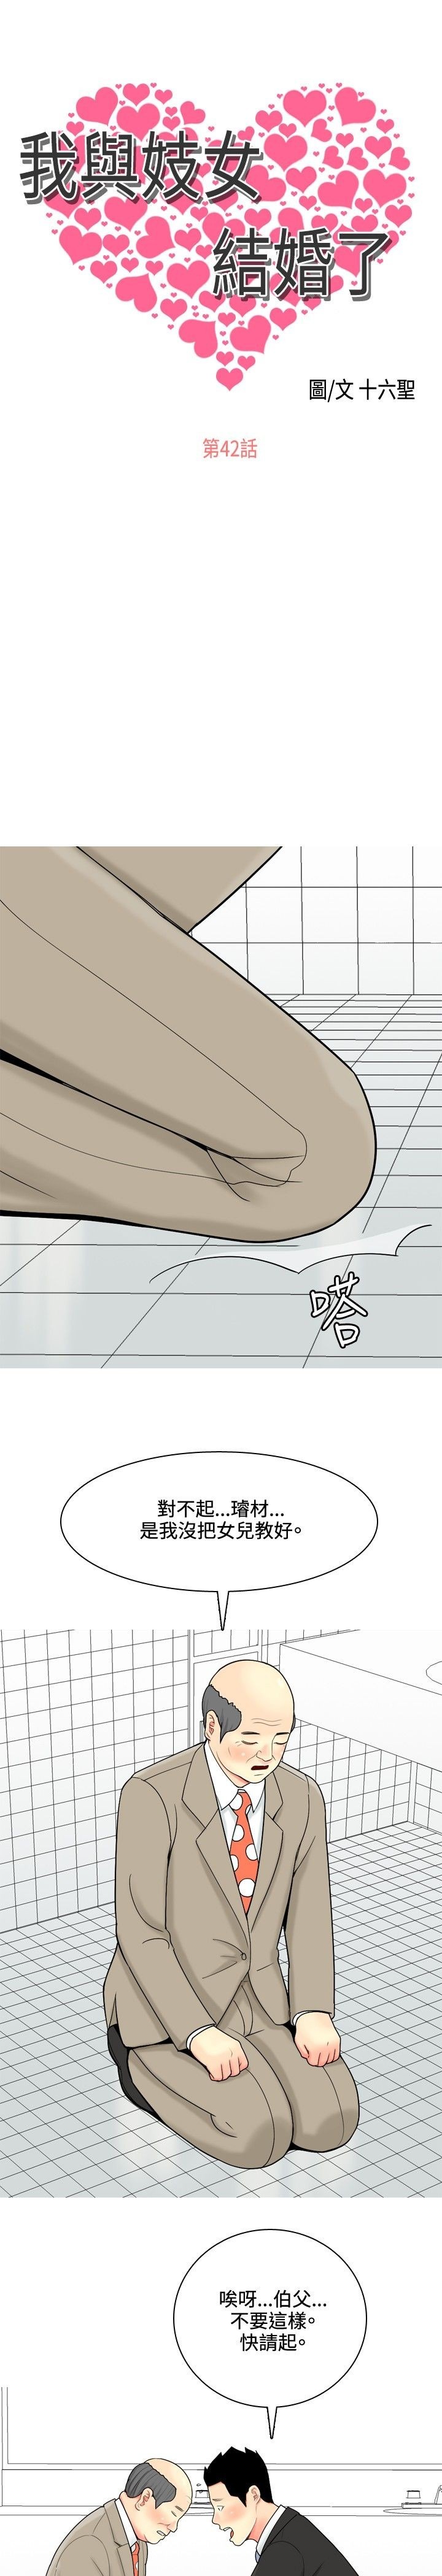 我與妓女
結婚了
圖/文 十六聖
第42話
嗒
對不起...璿材...
是我沒把女兒教好。
唉呀...伯父...
不要這樣。
快請起。